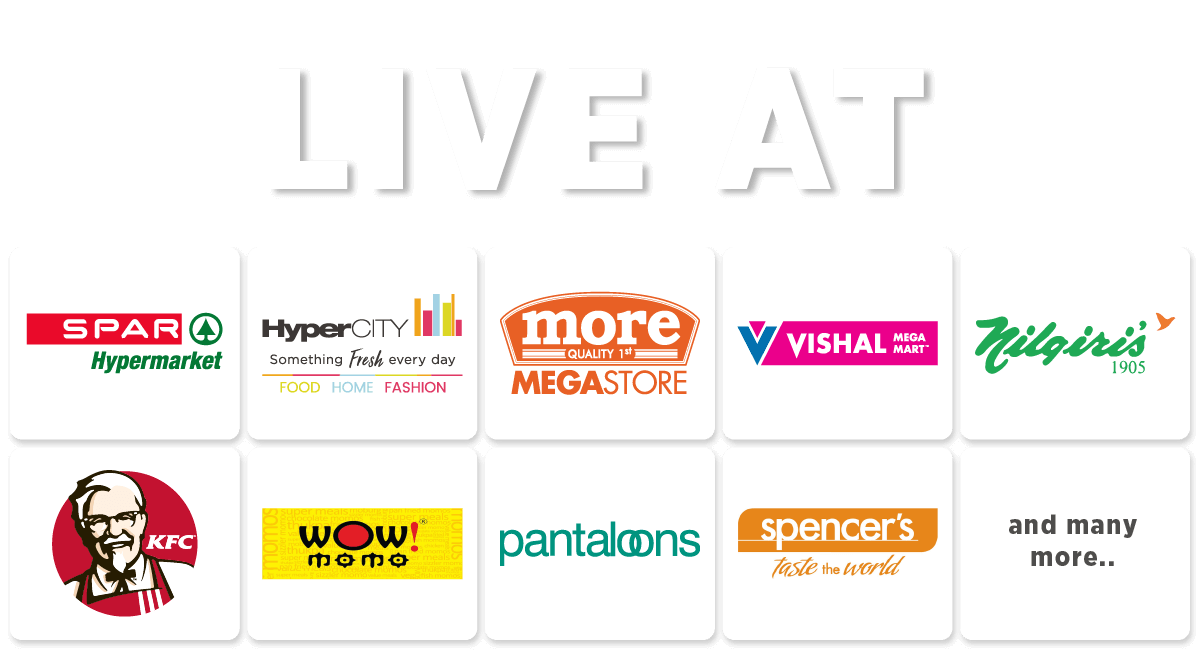 LIVE AT
SPAR
Hypermarket
HyperCITY
Something Fresh every day
FOOD HOME FASHION
more
QUALITY 1st
MEGASTORE
VISHAL MEGA MART™
Nilgiri's
1905
KFC
wow!®
momo
pantaloons
spencer's
taste the world
and many
more..